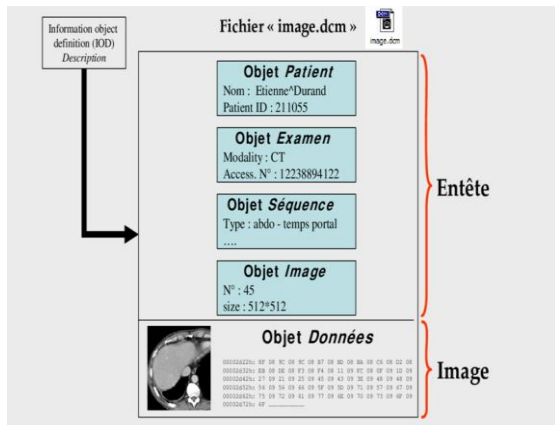 Information object
definition (IOD)
Description
Fichier « image.dcm »
image.dcm
Objet Patient
Nom : Etienne^Durand
Patient ID : 211055
Objet Examen
Modality : CT
Access. N° : 12238894122
Objet Séquence
Type : abdo - temps portal
....
Objet Image
N° : 45
size : 512*512
Entête
Objet Données
Image